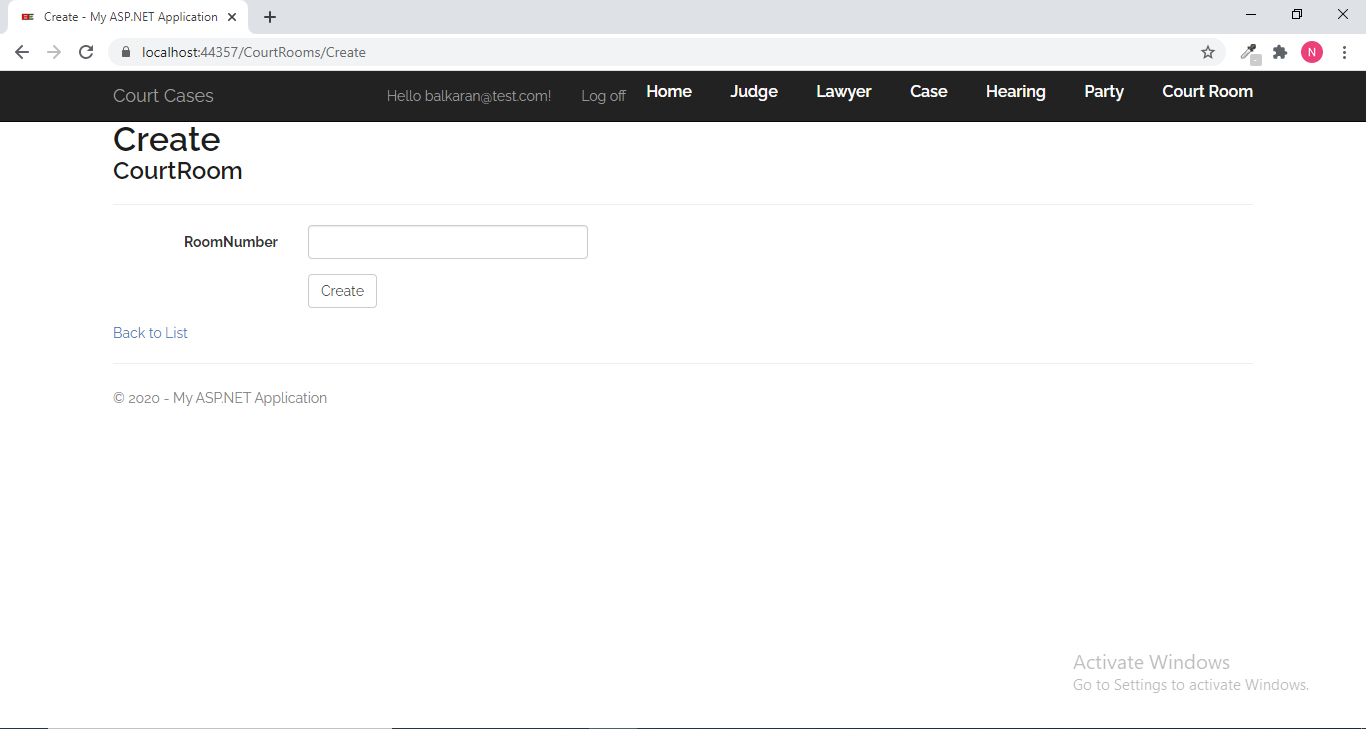 Create - My ASP.NET Application
localhost:44357/CourtRooms/Create
N
Court Cases Hello balkaran@test.com! Log off Home Judge Lawyer Case Hearing Party Court Room
Create
CourtRoom
RoomNumber
Create
Back to List
© 2020 - My ASP.NET Application
Activate Windows
Go to Settings to activate Windows.